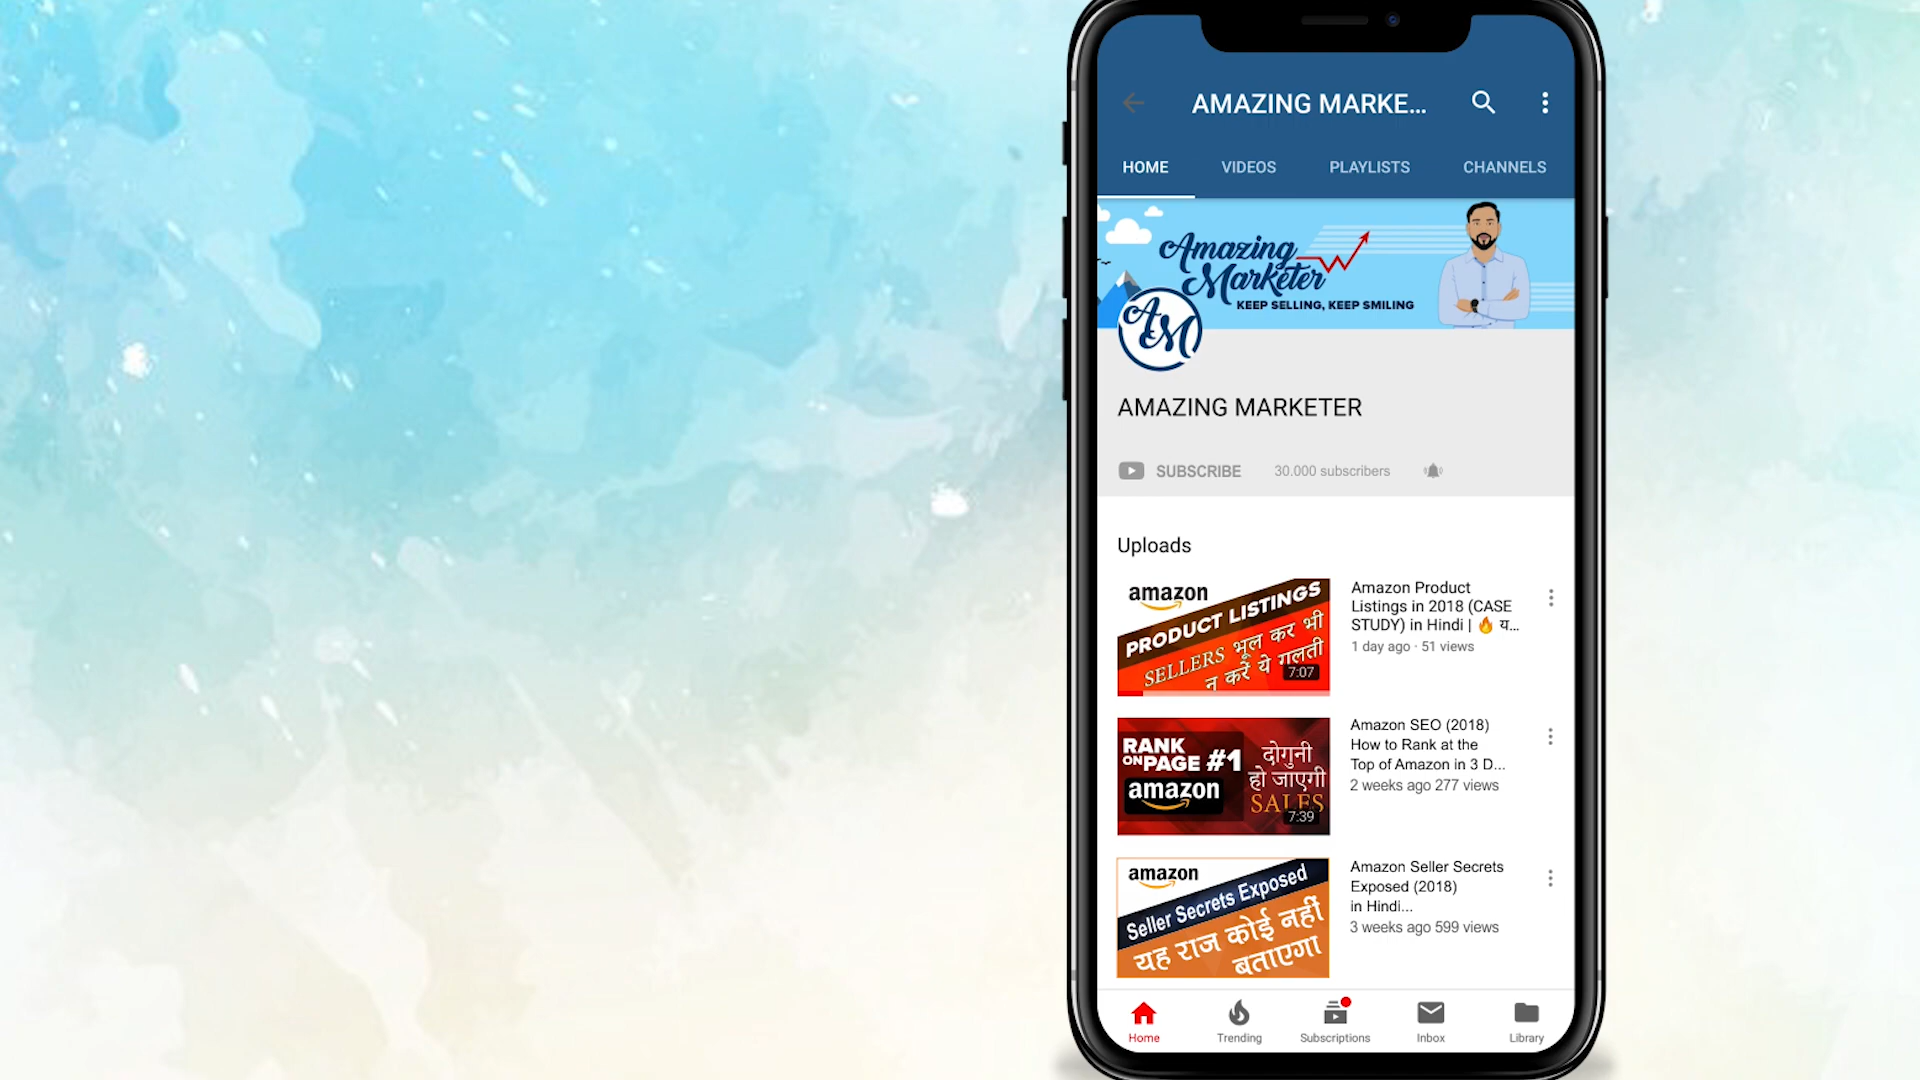 AMAZING MARKE...
HOME VIDEOS PLAYLISTS CHANNELS
Amazing
Marketer
KEEP SELLING, KEEP SMILING
AM
AMAZING MARKETER
SUBSCRIBE 30.000 subscribers
Uploads
amazon
PRODUCT LISTINGS
SELLERS भूल कर भी
न करें ये गलती
7:07
Amazon Product
Listings in 2018 (CASE
STUDY) in Hindi | 🔥 य...
1 day ago · 51 views
RANK
ON PAGE #1
amazon
दोगुनी
हो जाएगी
SALES
7:39
Amazon SEO (2018)
How to Rank at the
Top of Amazon in 3 D...
2 weeks ago 277 views
amazon
Seller Secrets Exposed
यह राज कोई नहीं
बताएगा
Amazon Seller Secrets
Exposed (2018)
in Hindi...
3 weeks ago 599 views
Home Trending Subscriptions Inbox Library